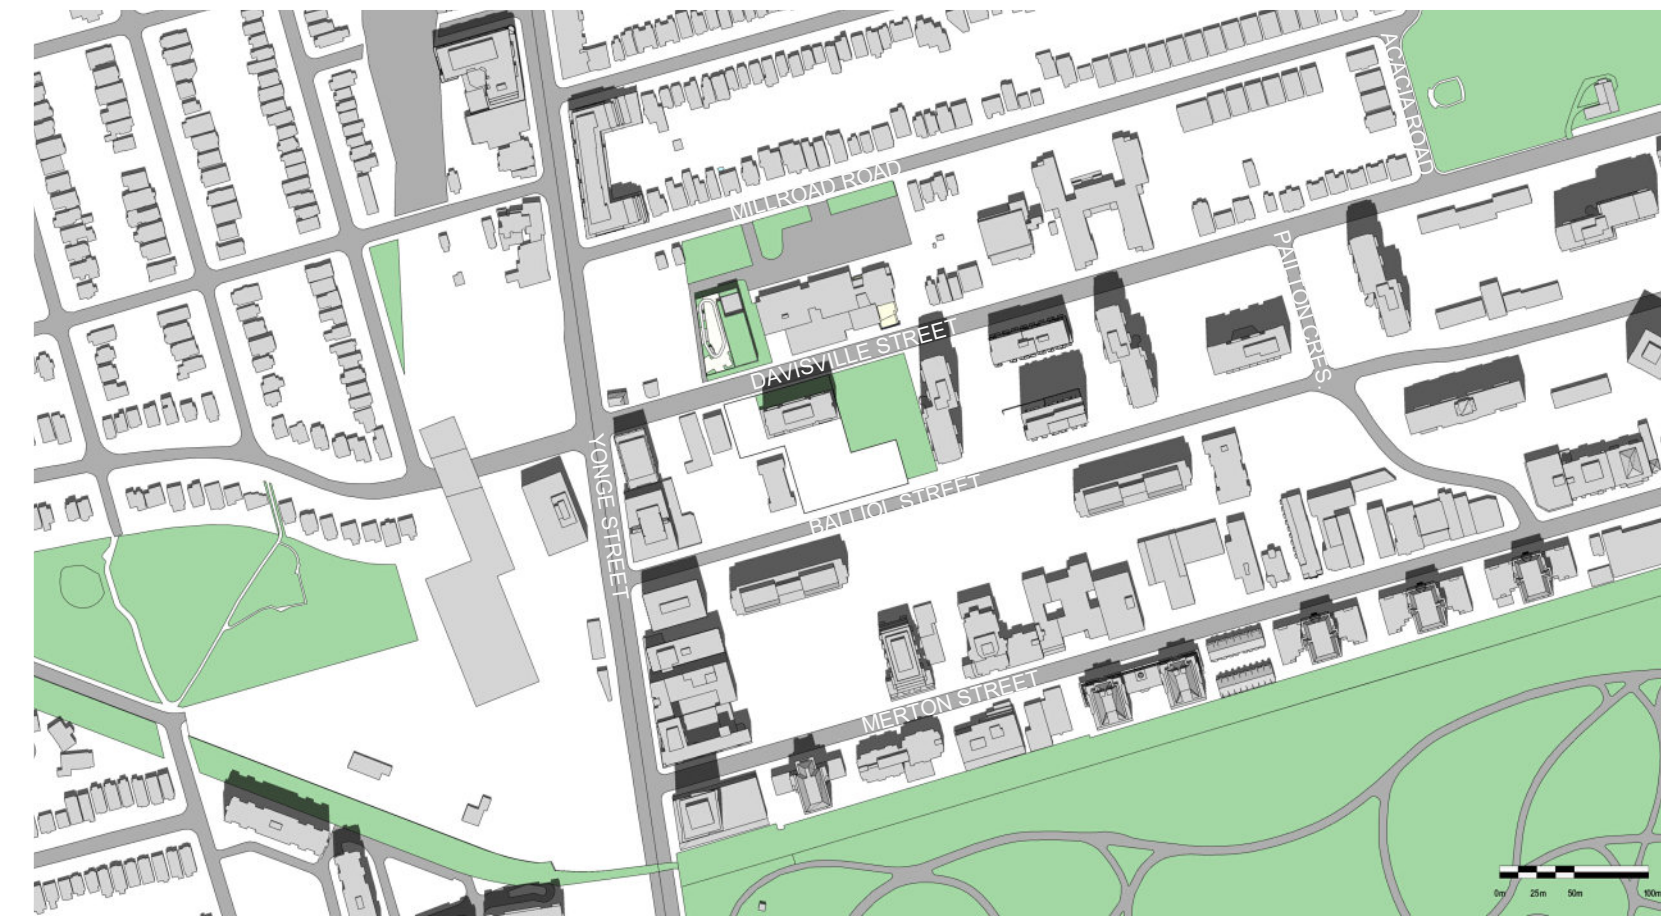 ACACIA ROAD
MILLROAD ROAD
PAILTON CRES.
DAVISVILLE STREET
YONGE STREET
BALLIOL STREET
MERTON STREET
0m 25m 50m 100m